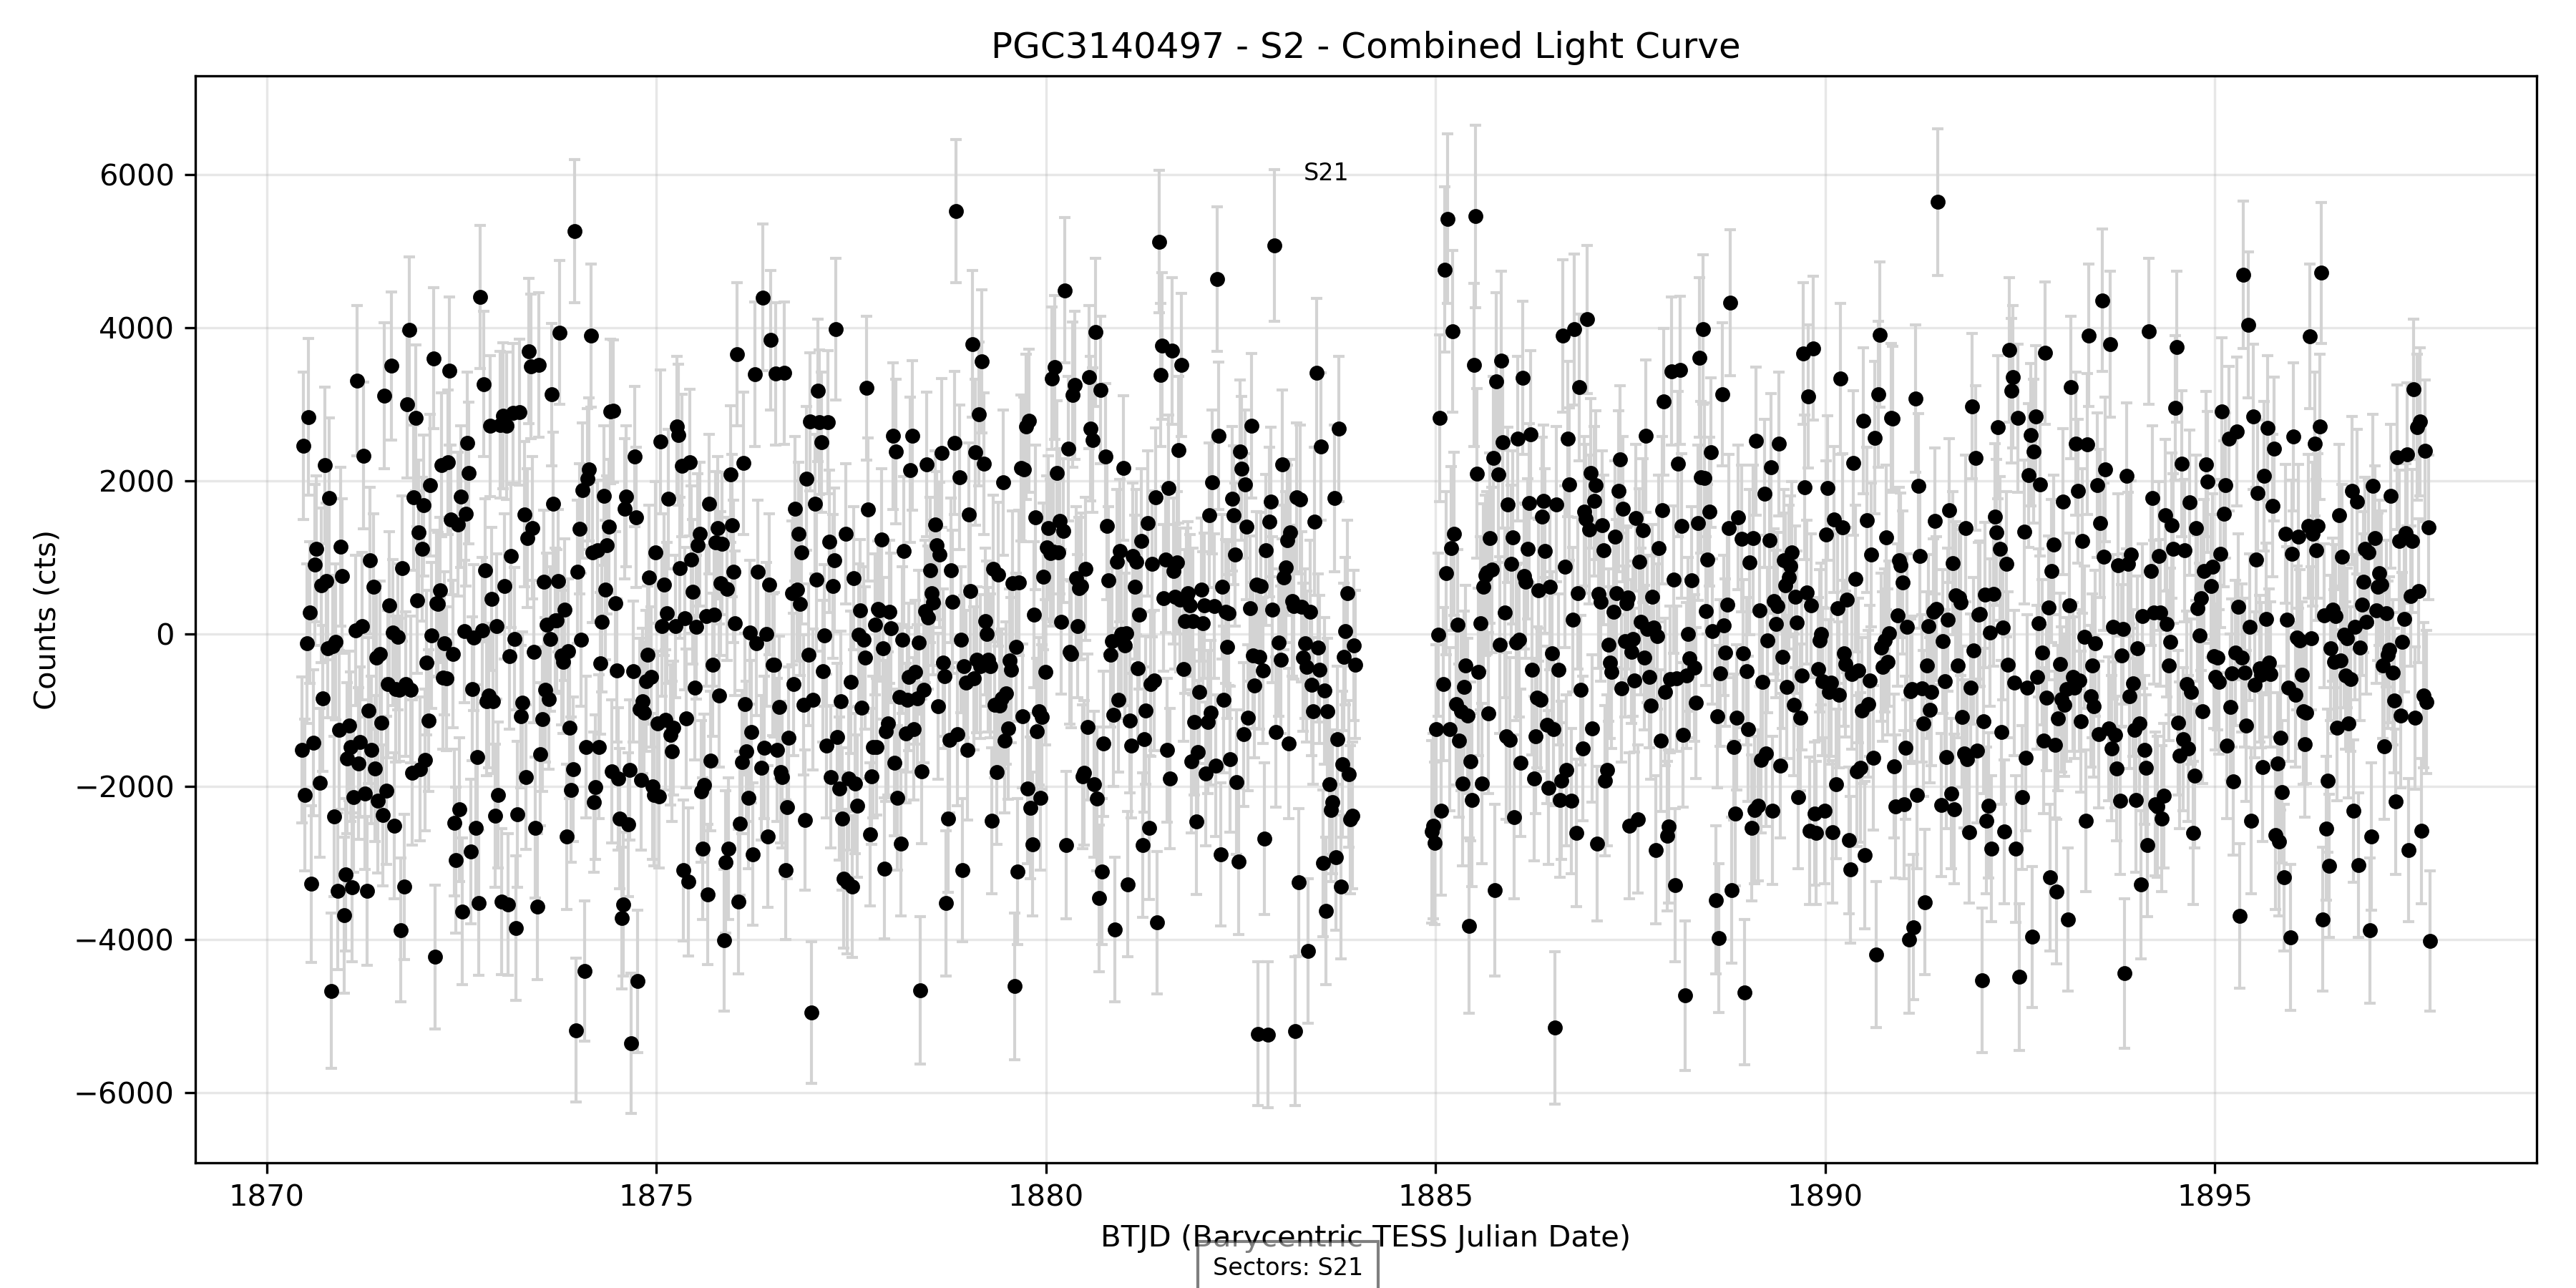 PGC3140497 - S2 - Combined Light Curve
Counts (cts)
6000
4000
2000
0
−2000
−4000
−6000
S21
1870 1875 1880 1885 1890 1895
BTJD (Barycentric TESS Julian Date)
Sectors: S21